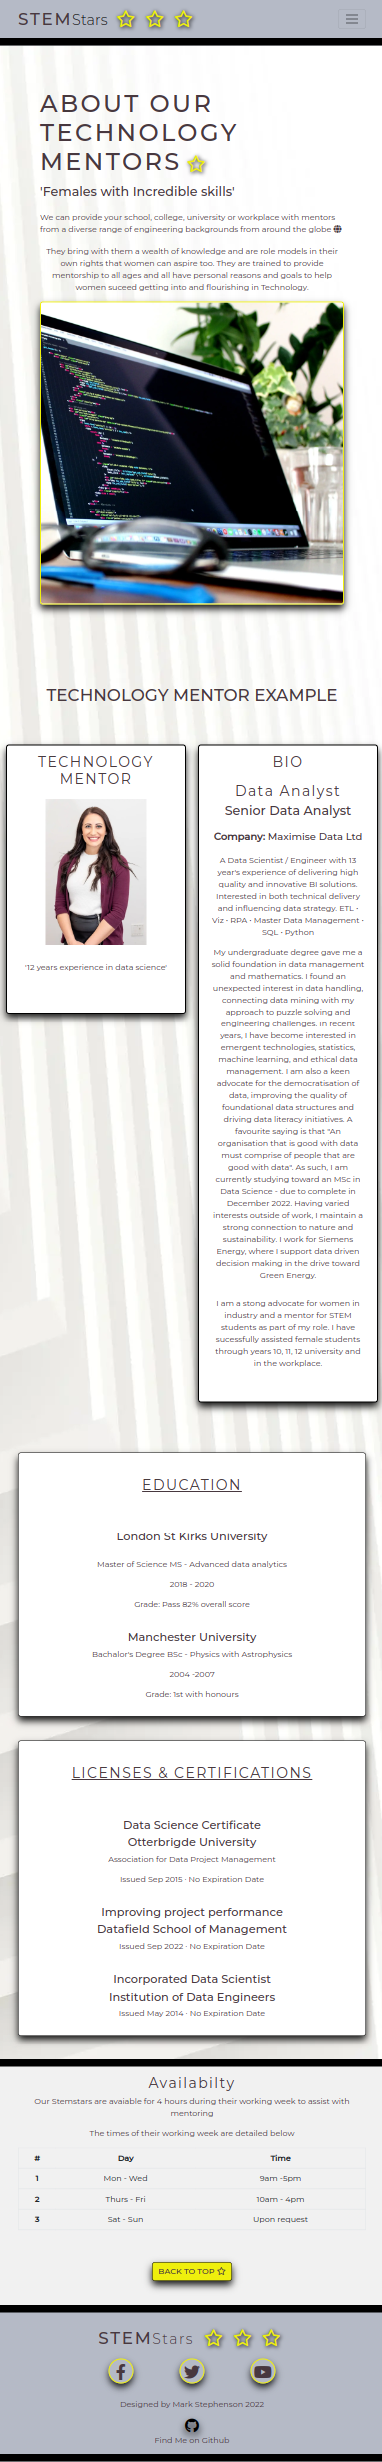 STEMStars
ABOUT OUR
TECHNOLOGY
MENTORS
'Females with Incredible skills'
We can provide your school, college, university or workplace with mentors
from a diverse range of engineering backgrounds from around the globe
They bring with them a wealth of knowledge and are role models in their
own rights that women can aspire too. They are trained to provide
mentorship to all ages and all have personal reasons and goals to help
women suceed getting into and flourishing in Technology.
TECHNOLOGY MENTOR EXAMPLE
TECHNOLOGY
MENTOR
'12 years experience in data science'
BIO
Data Analyst
Senior Data Analyst
Company: Maximise Data Ltd
A Data Scientist / Engineer with 13
year's experience of delivering high
quality and innovative BI solutions.
Interested in both technical delivery
and influencing data strategy. ETL •
Viz • RPA • Master Data Management •
SQL • Python
My undergraduate degree gave me a
solid foundation in data management
and mathematics. I found an
unexpected interest in data handling,
connecting data mining with my
approach to puzzle solving and
engineering challenges. In recent
years, I have become interested in
emergent technologies, statistics,
machine learning, and ethical data
management. I am also a keen
advocate for the democratisation of
data, improving the quality of
foundational data structures and
driving data literacy initiatives. A
favourite saying is that "An
organisation that is good with data
must comprise of people that are
good with data". As such, I am
currently studying toward an MSc in
Data Science - due to complete in
December 2022. Having varied
interests outside of work, I maintain a
strong connection to nature and
sustainability. I work for Siemens
Energy, where I support data driven
decision making in the drive toward
Green Energy.
I am a stong advocate for women in
industry and a mentor for STEM
students as part of my role. I have
sucessfully assisted female students
through years 10, 11, 12 university and
in the workplace.
EDUCATION
London St Kirks University
Master of Science MS - Advanced data analytics
2018 - 2020
Grade: Pass 82% overall score
Manchester University
Bachalor's Degree BSc - Physics with Astrophysics
2004 -2007
Grade: 1st with honours
LICENSES & CERTIFICATIONS
Data Science Certificate
Otterbrigde University
Association for Data Project Management
Issued Sep 2015 · No Expiration Date
Improving project performance
Datafield School of Management
Issued Sep 2022 · No Expiration Date
Incorporated Data Scientist
Institution of Data Engineers
Issued May 2014 · No Expiration Date
Availabilty
Our Stemstars are avaiable for 4 hours during their working week to assist with
mentoring
The times of their working week are detailed below
# Day Time
1 Mon - Wed 9am -5pm
2 Thurs - Fri 10am - 4pm
3 Sat - Sun Upon request
BACK TO TOP
STEMStars
Designed by Mark Stephenson 2022
Find Me on Github